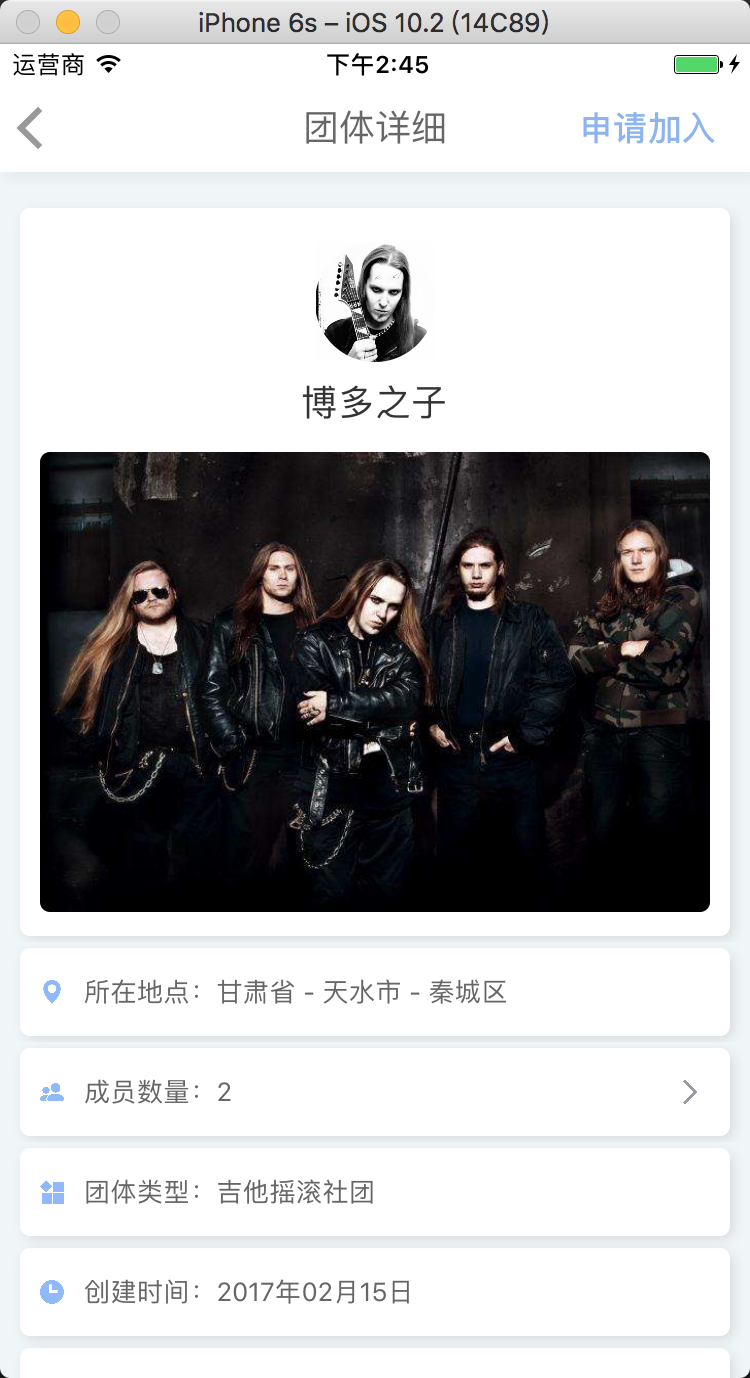 iPhone 6s – iOS 10.2 (14C89)
运营商 下午2:45
团体详细 申请加入
博多之子
所在地点：甘肃省 - 天水市 - 秦城区
成员数量：2
团体类型：吉他摇滚社团
创建时间：2017年02月15日